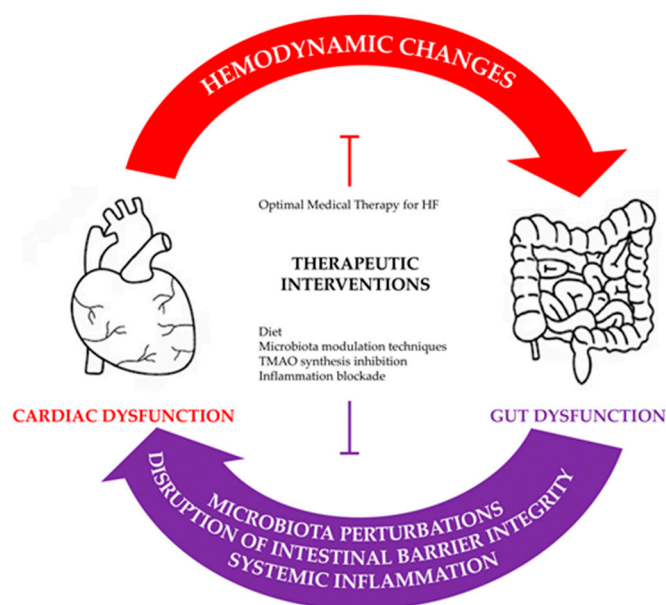 HEMODYNAMIC CHANGES
Optimal Medical Therapy for HF
THERAPEUTIC
INTERVENTIONS
Diet
Microbiota modulation techniques
TMAO synthesis inhibition
Inflammation blockade
CARDIAC DYSFUNCTION
GUT DYSFUNCTION
MICROBIOTA PERTURBATIONS
DISRUPTION OF INTESTINAL BARRIER INTEGRITY
SYSTEMIC INFLAMMATION